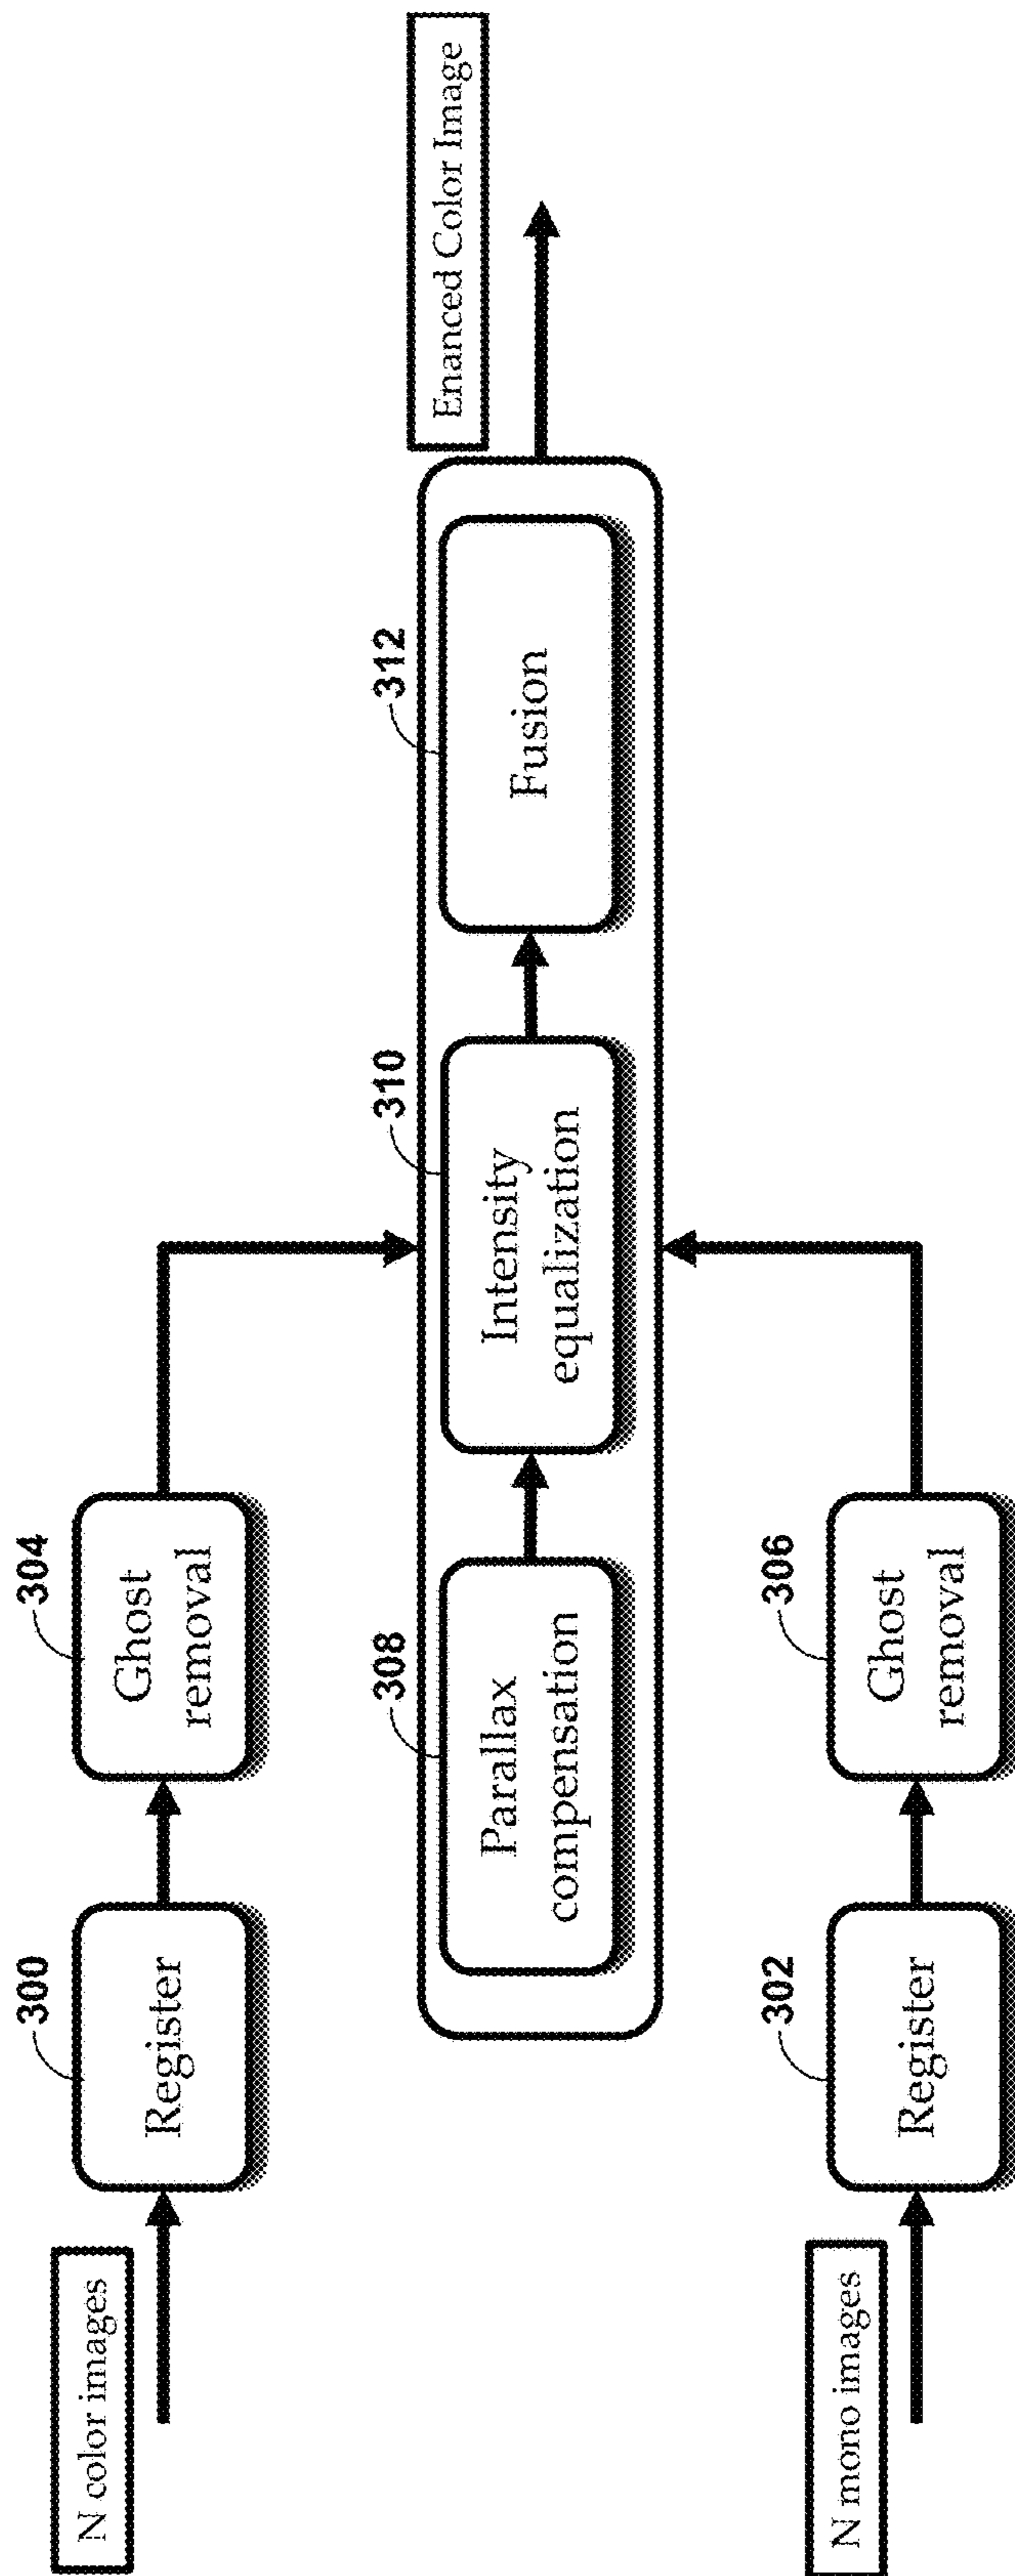 N color images
300
Register
304
Ghost
removal
308
Parallax
compensation
310
Intensity
equalization
312
Fusion
Enanced Color Image
N mono images
302
Register
306
Ghost
removal